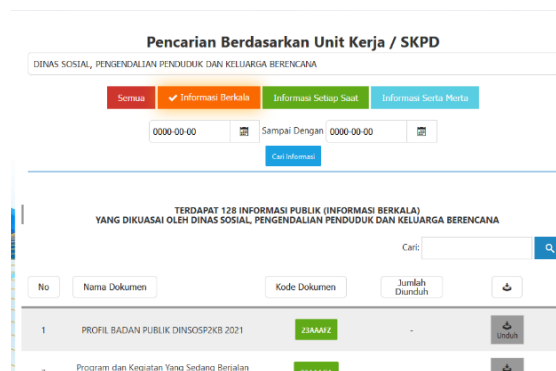 Pencarian Berdasarkan Unit Kerja / SKPD
DINAS SOSIAL, PENGENDALIAN PENDUDUK DAN KELUARGA BERENCANA
Semua ✔ Informasi Berkala Informasi Setiap Saat Informasi Serta Merta
0000-00-00 Sampai Dengan 0000-00-00
Cari Informasi
TERDAPAT 128 INFORMASI PUBLIK (INFORMASI BERKALA)
YANG DIKUASAI OLEH DINAS SOSIAL, PENGENDALIAN PENDUDUK DAN KELUARGA BERENCANA
Cari:
No Nama Dokumen Kode Dokumen Jumlah Diunduh
1 PROFIL BADAN PUBLIK DINSOSP2KB 2021 23AAAFZ - Unduh
Program dan Kegiatan Yang Sedang Berjalan